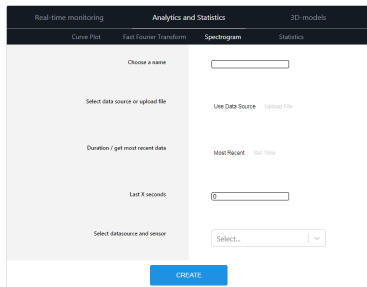 Real-time monitoring Analytics and Statistics 3D-models
Curve Plot Fast Fourier Transform Spectrogram Statistics
Choose a name
Select data source or upload file Use Data Source Upload File
Duration / get most recent data Most Recent Set Time
Last X seconds 0
Select datasource and sensor Select...
CREATE